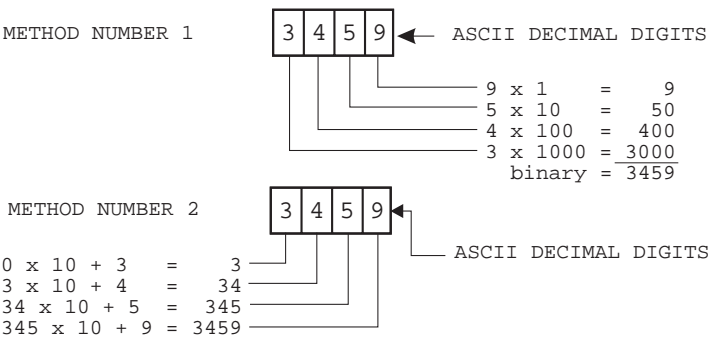 METHOD NUMBER 1 3 4 5 9 ASCII DECIMAL DIGITS
9 x 1 = 9
5 x 10 = 50
4 x 100 = 400
3 x 1000 = 3000
binary = 3459
METHOD NUMBER 2 3 4 5 9
ASCII DECIMAL DIGITS
0 x 10 + 3 = 3
3 x 10 + 4 = 34
34 x 10 + 5 = 345
345 x 10 + 9 = 3459